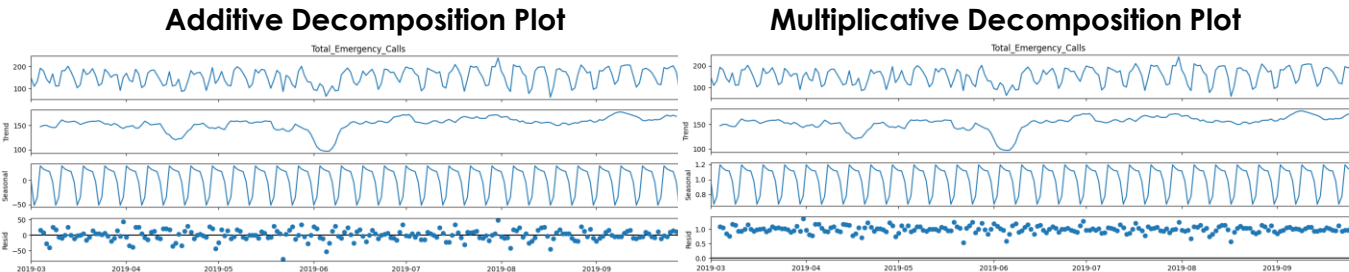 Additive Decomposition Plot
Total_Emergency_Calls
200
100
Trend
150
100
Seasonal
0
−50
Resid
50
0
−50
2019-03 2019-04 2019-05 2019-06 2019-07 2019-08 2019-09
Multiplicative Decomposition Plot
Total_Emergency_Calls
200
100
Trend
150
100
Seasonal
1.2
1.0
0.8
Resid
1.0
0.5
0.0
2019-03 2019-04 2019-05 2019-06 2019-07 2019-08 2019-09